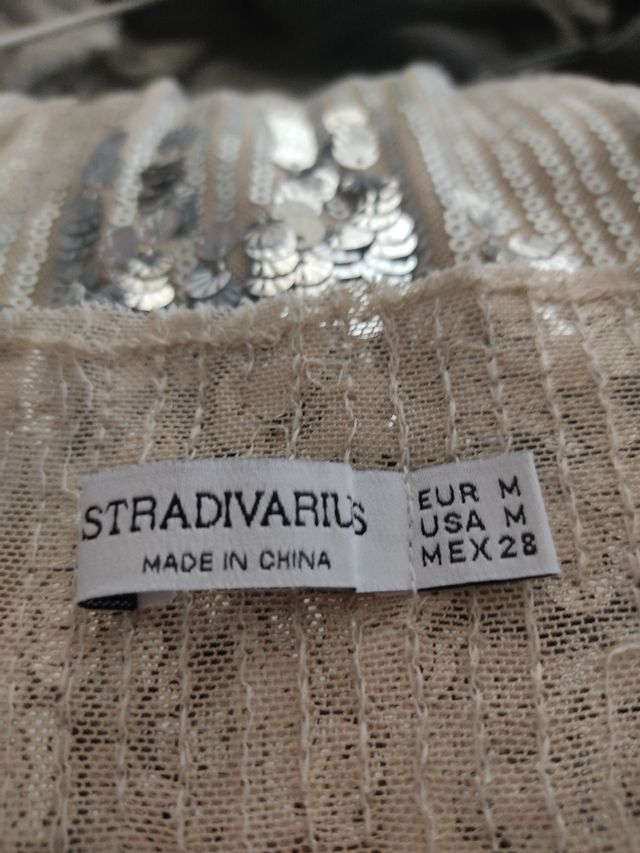 STRADIVARIUS
MADE IN CHINA
EUR M
USA M
MEX 28